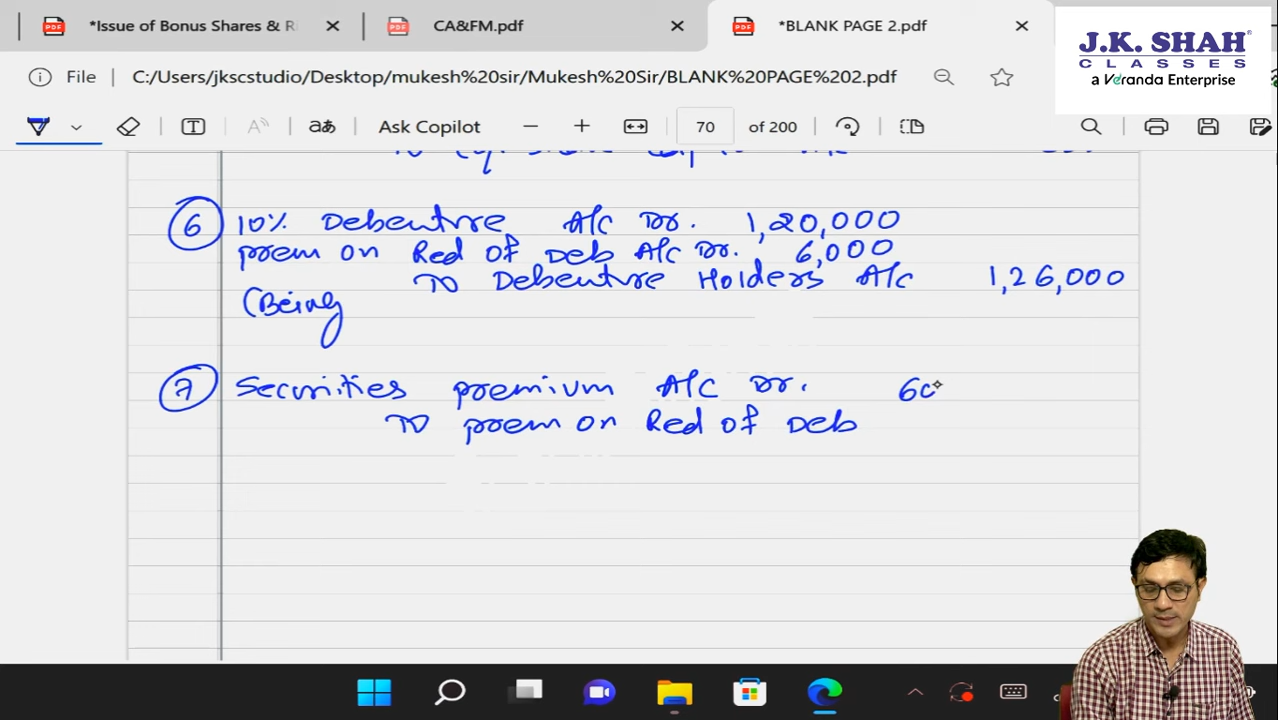 *Issue of Bonus Shares & Ri
CA&FM.pdf
*BLANK PAGE 2.pdf
J.K. SHAH
CLASSES
a Veranda Enterprise
File
C:/Users/jkscstudio/Desktop/mukesh%20sir/Mukesh%20Sir/BLANK%20PAGE%202.pdf
Ask Copilot
70 of 200
6 10% Debenture A/c Dr. 1,20,000
prem on Red of Deb A/c Dr. 6,000
To Debenture Holders A/c 1,26,000
(Being
7 Securities premium A/c Dr. 60
To prem on Red of Deb